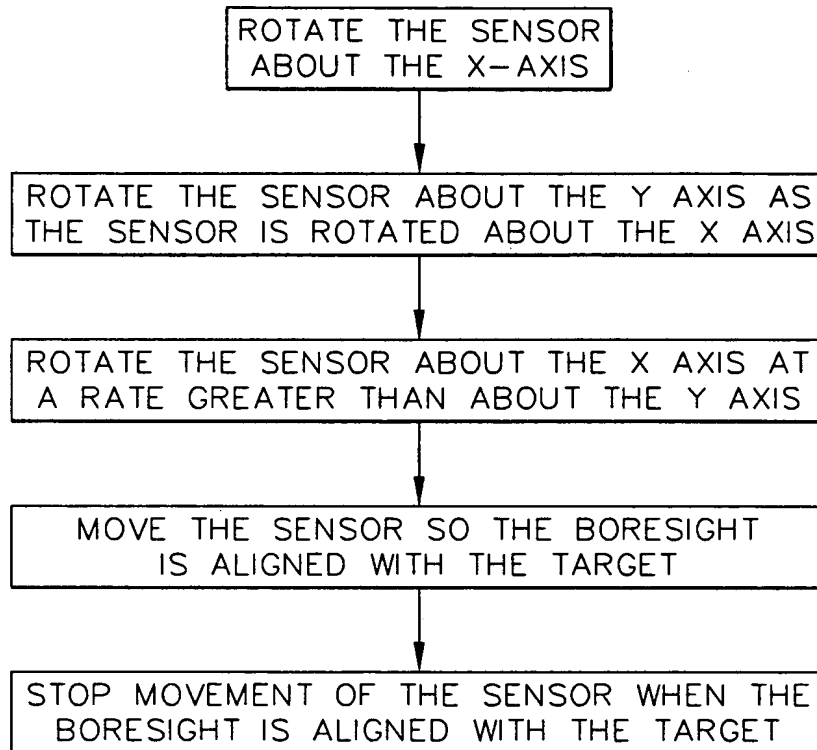 ROTATE THE SENSOR
ABOUT THE X-AXIS
ROTATE THE SENSOR ABOUT THE Y AXIS AS
THE SENSOR IS ROTATED ABOUT THE X AXIS
ROTATE THE SENSOR ABOUT THE X AXIS AT
A RATE GREATER THAN ABOUT THE Y AXIS
MOVE THE SENSOR SO THE BORESIGHT
IS ALIGNED WITH THE TARGET
STOP MOVEMENT OF THE SENSOR WHEN THE
BORESIGHT IS ALIGNED WITH THE TARGET